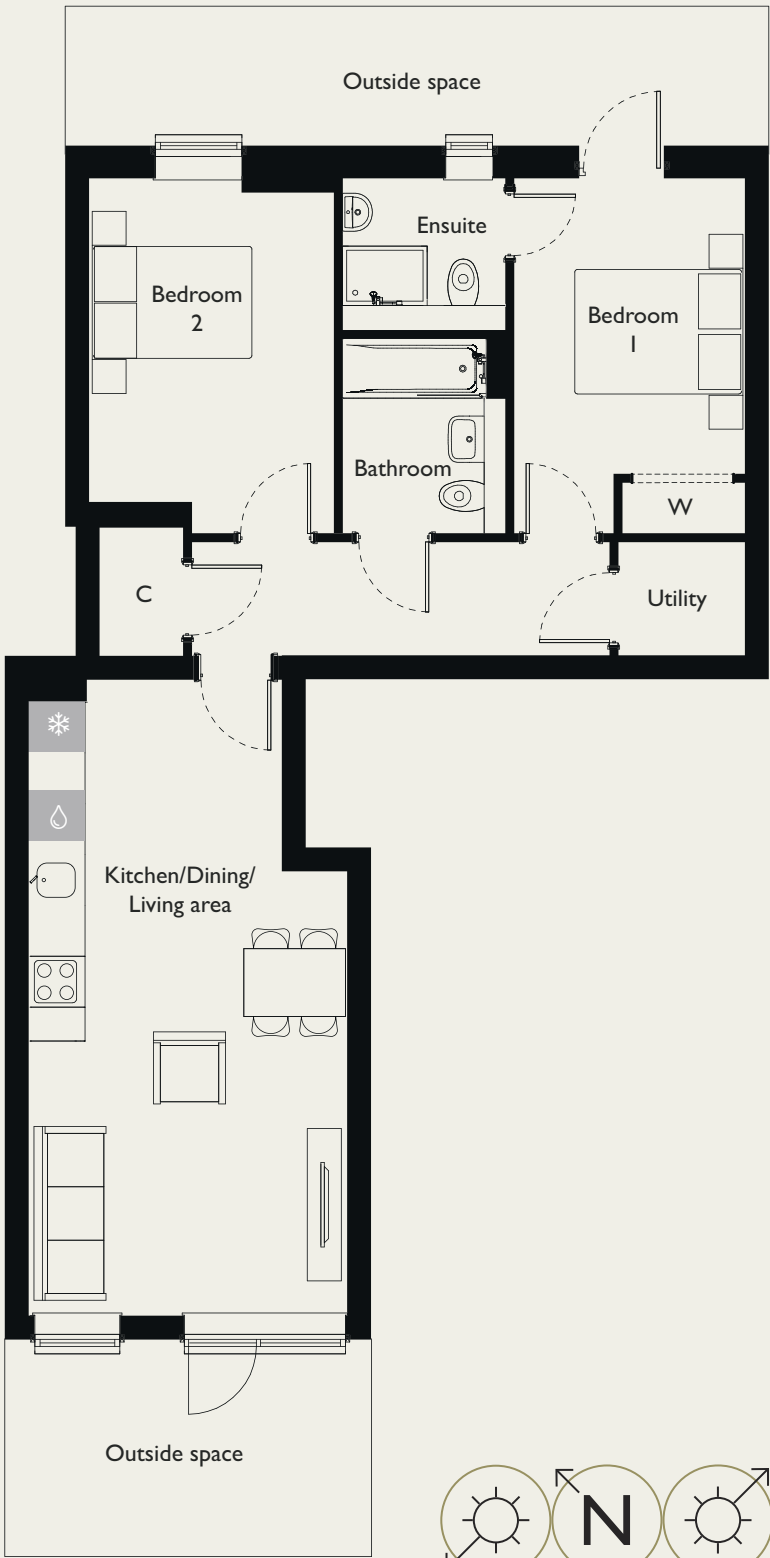 Outside space
Ensuite
Bedroom
2
Bedroom
1
Bathroom
W
C
Utility
Kitchen/Dining/
Living area
Outside space
N